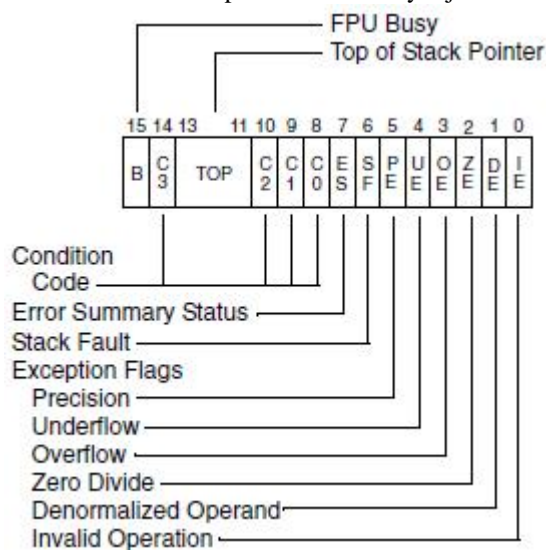 FPU Busy
Top of Stack Pointer
15 14 13 11 10 9 8 7 6 5 4 3 2 1 0
B C3 TOP C2 C1 C0 ES SF PE UE OE ZE DE IE
Condition
Code
Error Summary Status
Stack Fault
Exception Flags
Precision
Underflow
Overflow
Zero Divide
Denormalized Operand
Invalid Operation